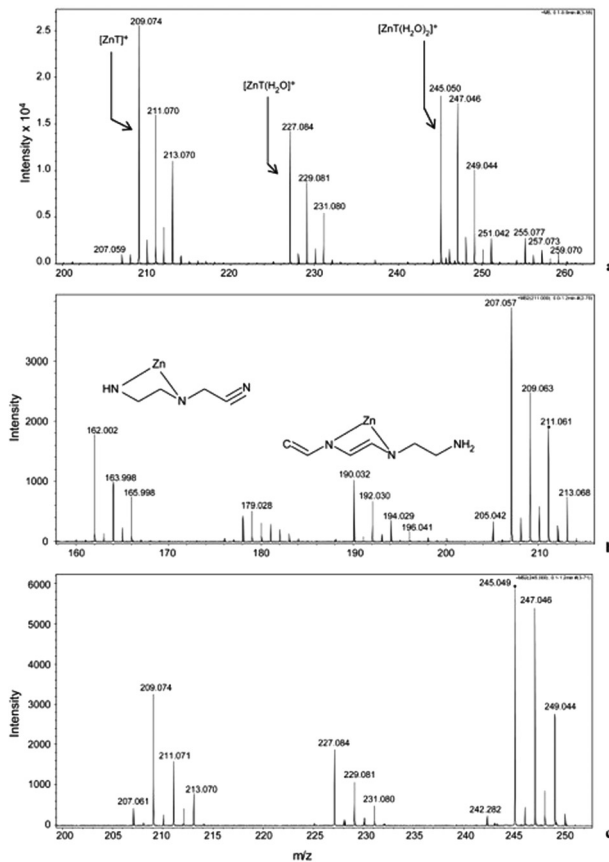 +MS, 0.1-0.9min #(3-56)
[ZnT]⁺
209.074
[ZnT(H₂O]⁺
[ZnT(H₂O)₂]⁺
2.5
245.050
247.046
2.0
211.070
227.084
1.5
213.070
249.044
1.0
229.081
231.080
0.5
207.059
251.042
255.077
257.073
259.070
0.0
Intensity x 10⁴
200 210 220 230 240 250 260
207.057
Zn
HN
N
N
Zn
C
N
N
NH₂
3000
209.063
211.061
162.002
2000
163.998
165.998
190.032
1000
179.028
192.030
194.029
196.041
205.042
213.068
0
Intensity
160 170 180 190 200 210
6000
245.049
247.046
5000
4000
209.074
3000
249.044
227.084
2000
211.071
229.081
1000
213.070
231.080
207.061
242.282
0
Intensity
200 205 210 215 220 225 230 235 240 245 250
m/z